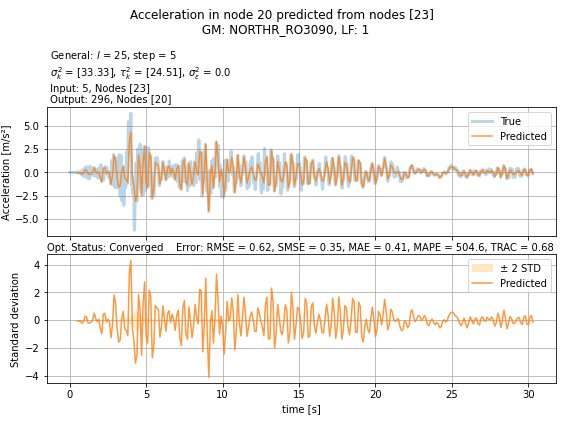 Acceleration in node 20 predicted from nodes [23]
GM: NORTHR_RO3090, LF: 1
General: l = 25, step = 5
σ²ₖ = [33.33], τ²ₖ = [24.51], σ²ε = 0.0
Input: 5, Nodes [23]
Output: 296, Nodes [20]
Acceleration [m/s²]
5.0
2.5
0.0
−2.5
−5.0
True
Predicted
Opt. Status: Converged Error: RMSE = 0.62, SMSE = 0.35, MAE = 0.41, MAPE = 504.6, TRAC = 0.68
Standard deviation
4
2
0
−2
−4
± 2 STD
Predicted
0 5 10 15 20 25 30
time [s]